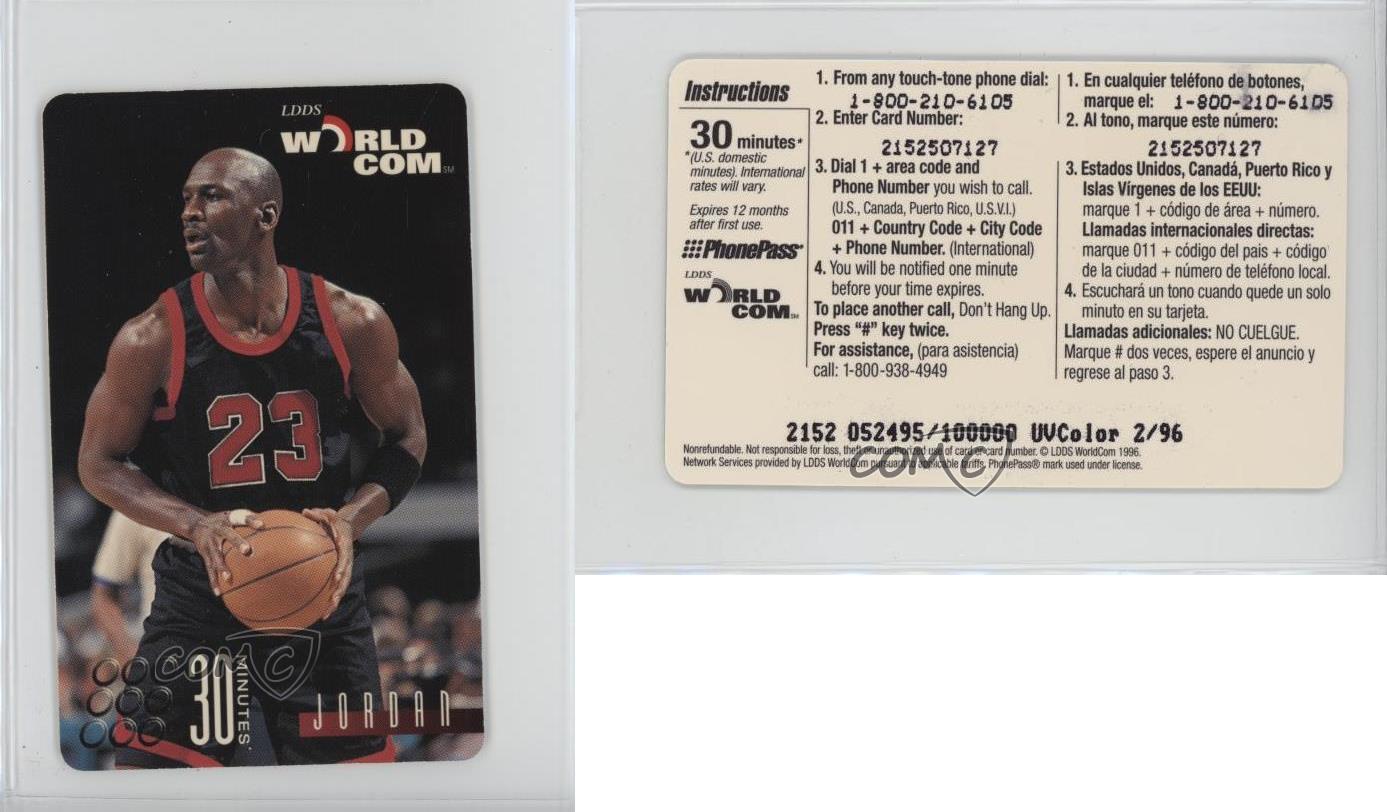 LDDS
WORLD
COM SM
23
30
MINUTES*
JORDAN
COMC
Instructions
30 minutes*
*(U.S. domestic
minutes). International
rates will vary.
Expires 12 months
after first use.
PhonePass®
LDDS
WORLD
COM SM
1. From any touch-tone phone dial:
1-800-210-6105
2. Enter Card Number:
2152507127
3. Dial 1 + area code and
Phone Number you wish to call.
(U.S., Canada, Puerto Rico, U.S.V.I.)
011 + Country Code + City Code
+ Phone Number. (International)
4. You will be notified one minute
before your time expires.
To place another call, Don't Hang Up.
Press “#” key twice.
For assistance, (para asistencia)
call: 1-800-938-4949
1. En cualquier teléfono de botones,
marque el: 1-800-210-6105
2. Al tono, marque este número:
2152507127
3. Estados Unidos, Canadá, Puerto Rico y
Islas Vírgenes de los EEUU:
marque 1 + código de área + número.
Llamadas internacionales directas:
marque 011 + código del pais + código
de la ciudad + número de teléfono local.
4. Escuchará un tono cuando quede un solo
minuto en su tarjeta.
Llamadas adicionales: NO CUELGUE.
Marque # dos veces, espere el anuncio y
regrese al paso 3.
2152 052495/100000 UVColor 2/96
Nonrefundable. Not responsible for loss, theft, unauthorized use of card or card number. © LDDS WorldCom 1996.
Network Services provided by LDDS WorldCom pursuant to applicable tariffs. PhonePass® mark used under license.
COMC